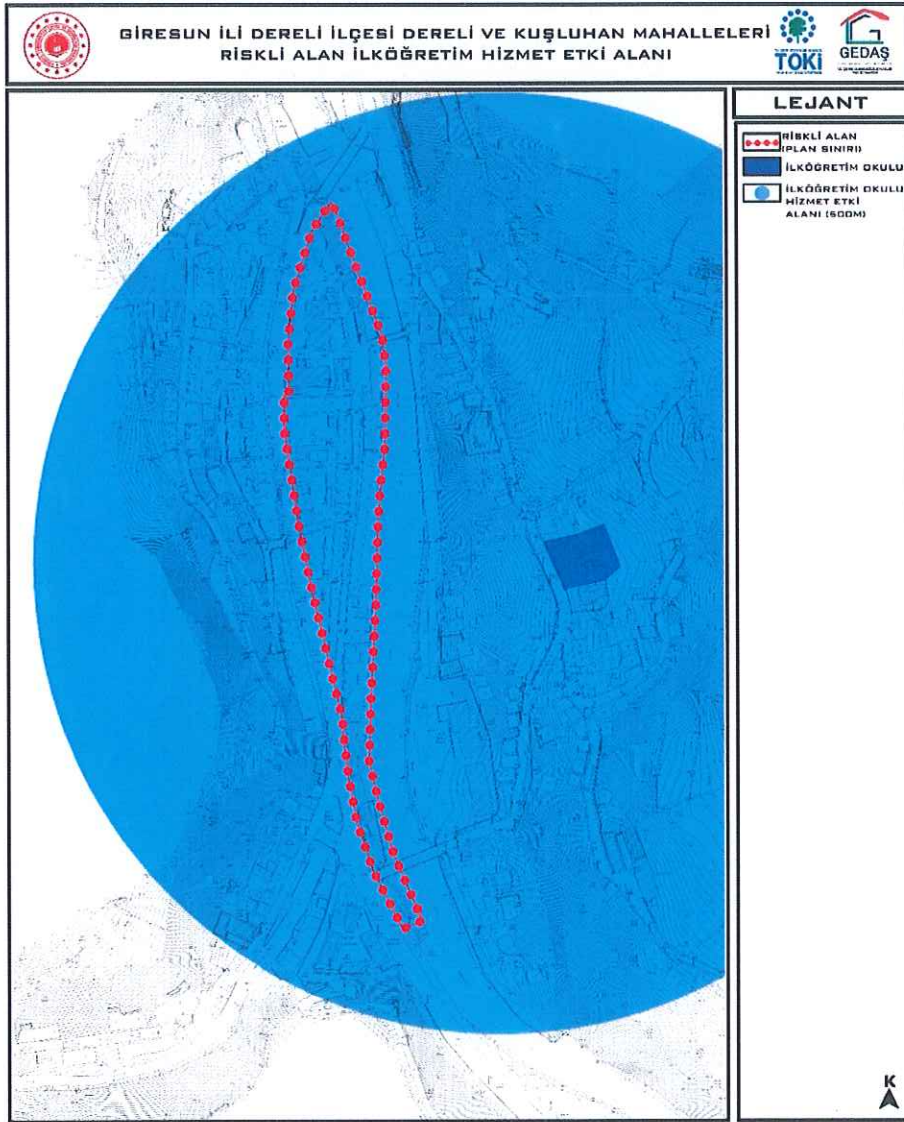 GİRESUN İLİ DERELİ İLÇESİ DERELİ VE KUŞLUHAN MAHALLELERİ
RİSKLİ ALAN İLKÖĞRETİM HİZMET ETKİ ALANI
TOKİ
GEDAŞ
LEJANT
RİSKLİ ALAN
(PLAN SINIRI)
İLKÖĞRETİM OKULU
İLKÖĞRETİM OKULU
HİZMET ETKİ
ALANI (500M)
K